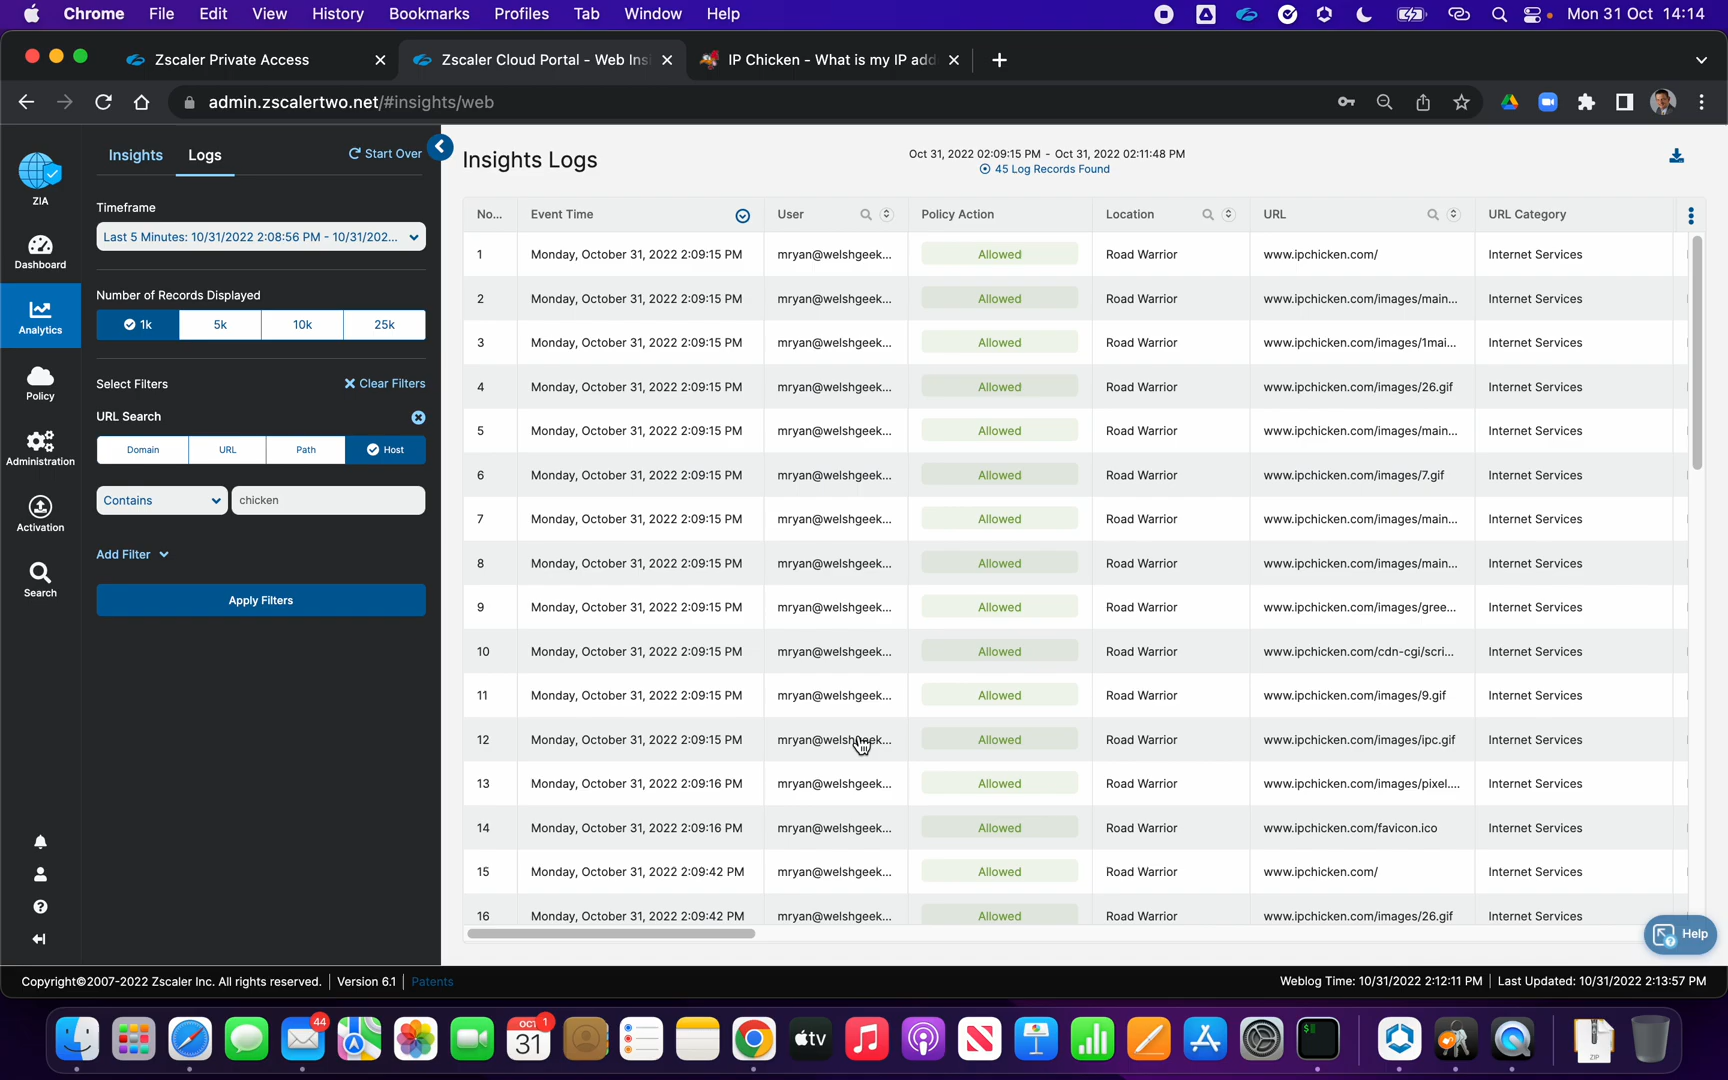 Chrome File Edit View History Bookmarks Profiles Tab Window Help Mon 31 Oct 14:14
Zscaler Private Access Zscaler Cloud Portal - Web Ins IP Chicken - What is my IP add
admin.zscalertwo.net/#insights/web
ZIA
Dashboard
Analytics
Policy
Administration
Activation
Search
Insights Logs Start Over
Timeframe
Last 5 Minutes: 10/31/2022 2:08:56 PM - 10/31/202...
Number of Records Displayed
1k 5k 10k 25k
Select Filters Clear Filters
URL Search
Domain URL Path Host
Contains chicken
Add Filter
Apply Filters
Insights Logs
Oct 31, 2022 02:09:15 PM - Oct 31, 2022 02:11:48 PM
45 Log Records Found
No... Event Time User Policy Action Location URL URL Category
1 Monday, October 31, 2022 2:09:15 PM mryan@welshgeek... Allowed Road Warrior www.ipchicken.com/ Internet Services
2 Monday, October 31, 2022 2:09:15 PM mryan@welshgeek... Allowed Road Warrior www.ipchicken.com/images/main... Internet Services
3 Monday, October 31, 2022 2:09:15 PM mryan@welshgeek... Allowed Road Warrior www.ipchicken.com/images/1mai... Internet Services
4 Monday, October 31, 2022 2:09:15 PM mryan@welshgeek... Allowed Road Warrior www.ipchicken.com/images/26.gif Internet Services
5 Monday, October 31, 2022 2:09:15 PM mryan@welshgeek... Allowed Road Warrior www.ipchicken.com/images/main... Internet Services
6 Monday, October 31, 2022 2:09:15 PM mryan@welshgeek... Allowed Road Warrior www.ipchicken.com/images/7.gif Internet Services
7 Monday, October 31, 2022 2:09:15 PM mryan@welshgeek... Allowed Road Warrior www.ipchicken.com/images/main... Internet Services
8 Monday, October 31, 2022 2:09:15 PM mryan@welshgeek... Allowed Road Warrior www.ipchicken.com/images/main... Internet Services
9 Monday, October 31, 2022 2:09:15 PM mryan@welshgeek... Allowed Road Warrior www.ipchicken.com/images/gree... Internet Services
10 Monday, October 31, 2022 2:09:15 PM mryan@welshgeek... Allowed Road Warrior www.ipchicken.com/cdn-cgi/scri... Internet Services
11 Monday, October 31, 2022 2:09:15 PM mryan@welshgeek... Allowed Road Warrior www.ipchicken.com/images/9.gif Internet Services
12 Monday, October 31, 2022 2:09:15 PM mryan@welshgeek... Allowed Road Warrior www.ipchicken.com/images/ipc.gif Internet Services
13 Monday, October 31, 2022 2:09:16 PM mryan@welshgeek... Allowed Road Warrior www.ipchicken.com/images/pixel.... Internet Services
14 Monday, October 31, 2022 2:09:16 PM mryan@welshgeek... Allowed Road Warrior www.ipchicken.com/favicon.ico Internet Services
15 Monday, October 31, 2022 2:09:42 PM mryan@welshgeek... Allowed Road Warrior www.ipchicken.com/ Internet Services
16 Monday, October 31, 2022 2:09:42 PM mryan@welshgeek... Allowed Road Warrior www.ipchicken.com/images/26.gif Internet Services
Help
Copyright©2007-2022 Zscaler Inc. All rights reserved. Version 6.1 Patents Weblog Time: 10/31/2022 2:12:11 PM Last Updated: 10/31/2022 2:13:57 PM
44 OCT 1 31 tv ZIP